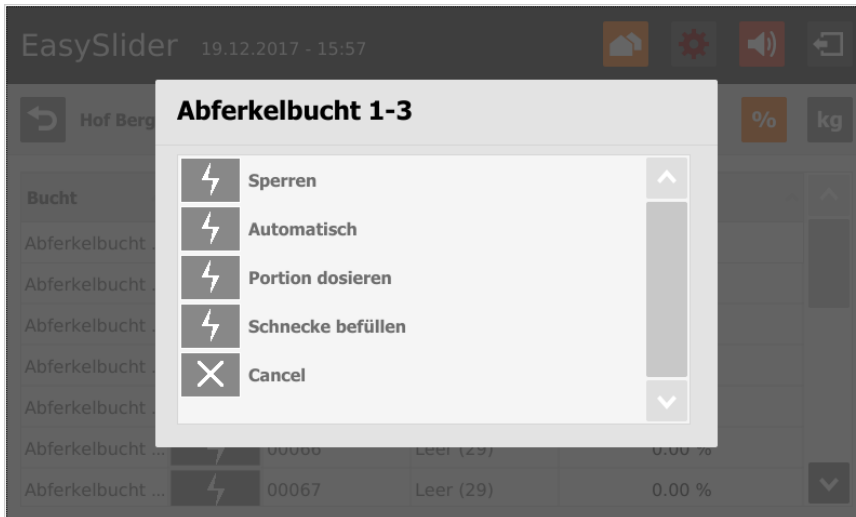 EasySlider 19.12.2017 - 15:57
Hof Berg
% kg
Abferkelbucht 1-3
Sperren
Automatisch
Portion dosieren
Schnecke befüllen
Cancel
Bucht
Abferkelbucht .
Abferkelbucht .
Abferkelbucht .
Abferkelbucht .
Abferkelbucht .
Abferkelbucht ... 00066 Leer (29) 0.00 %
Abferkelbucht ... 00067 Leer (29) 0.00 %